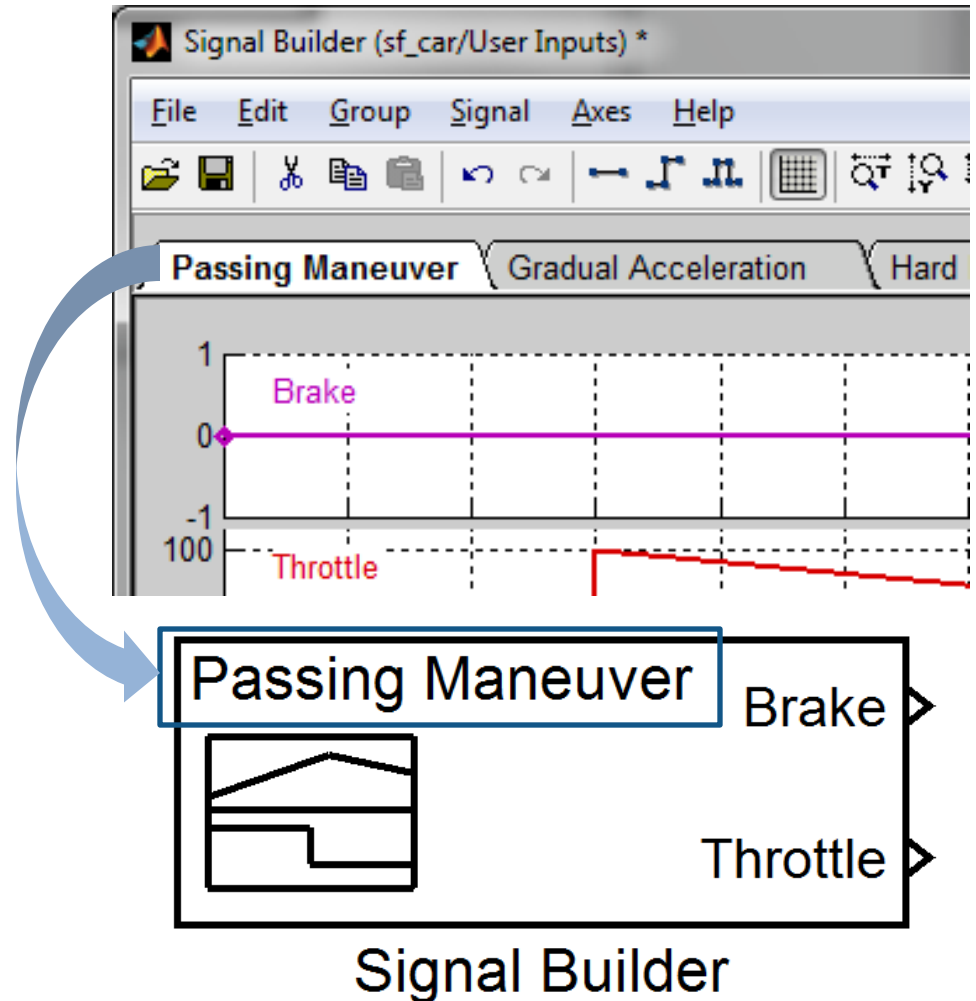 Signal Builder (sf_car/User Inputs) *
File Edit Group Signal Axes Help
Passing Maneuver Gradual Acceleration Hard
1
Brake
0
-1
100
Throttle
Passing Maneuver
Brake
Throttle
Signal Builder